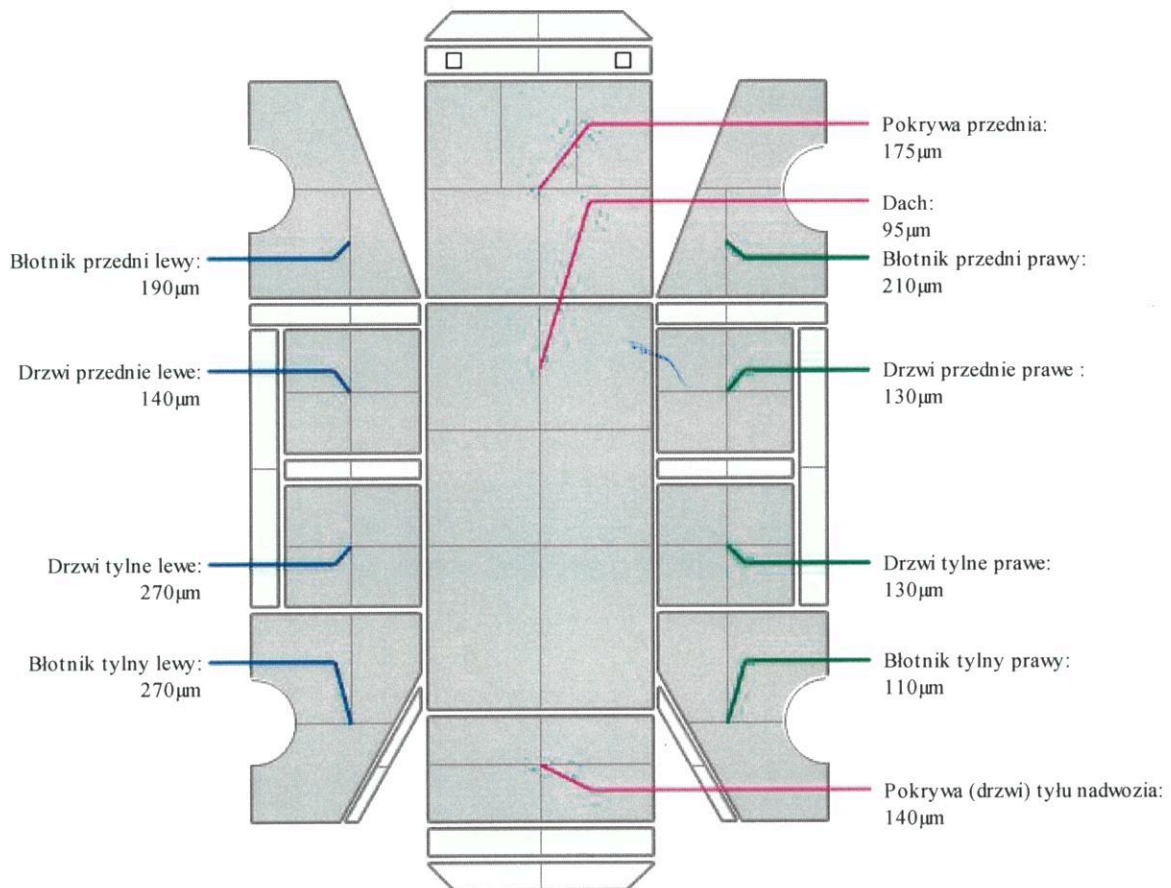 Pokrywa przednia:
175µm
Dach:
95µm
Błotnik przedni lewy:
190µm
Błotnik przedni prawy:
210µm
Drzwi przednie lewe:
140µm
Drzwi przednie prawe :
130µm
Drzwi tylne lewe:
270µm
Drzwi tylne prawe:
130µm
Błotnik tylny lewy:
270µm
Błotnik tylny prawy:
110µm
Pokrywa (drzwi) tyłu nadwozia:
140µm